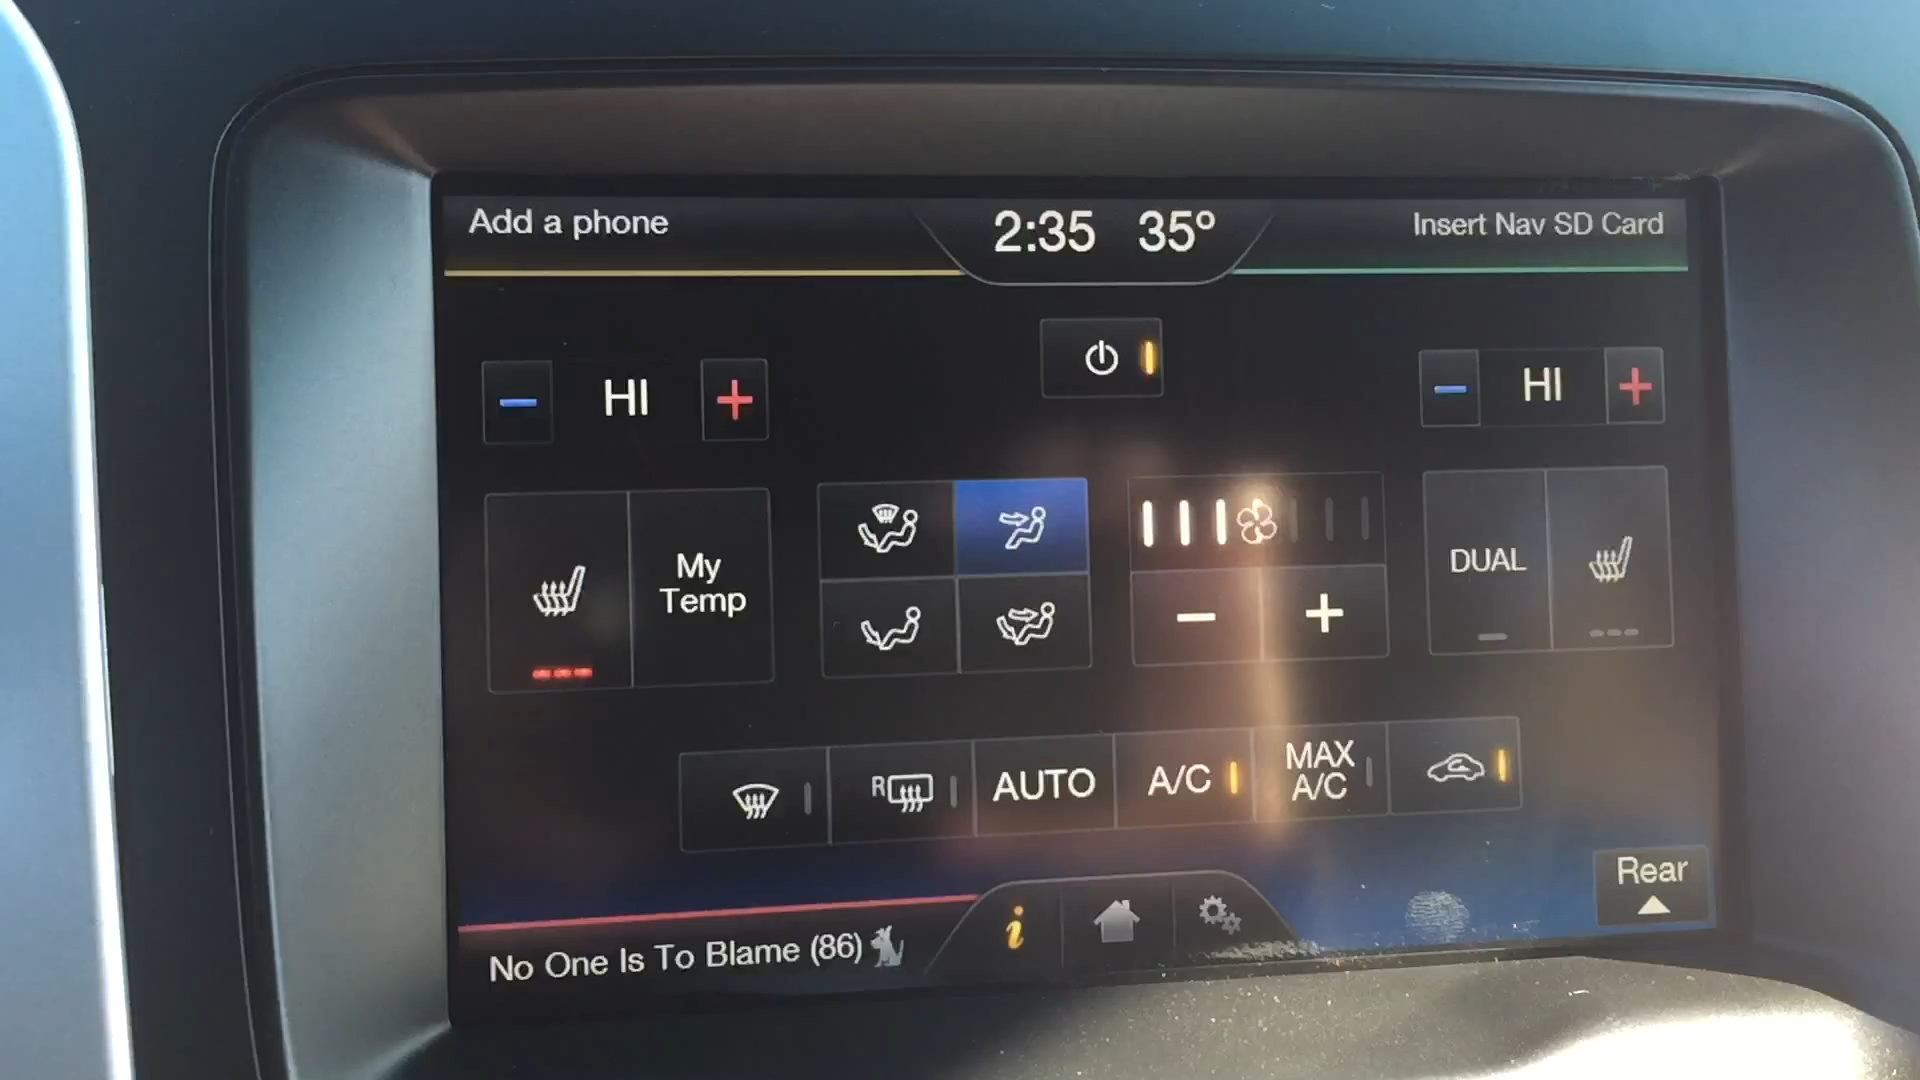 Add a phone
2:35 35°
Insert Nav SD Card
HI
HI
My
Temp
DUAL
R
AUTO
A/C
MAX
A/C
Rear
No One Is To Blame (86)
i